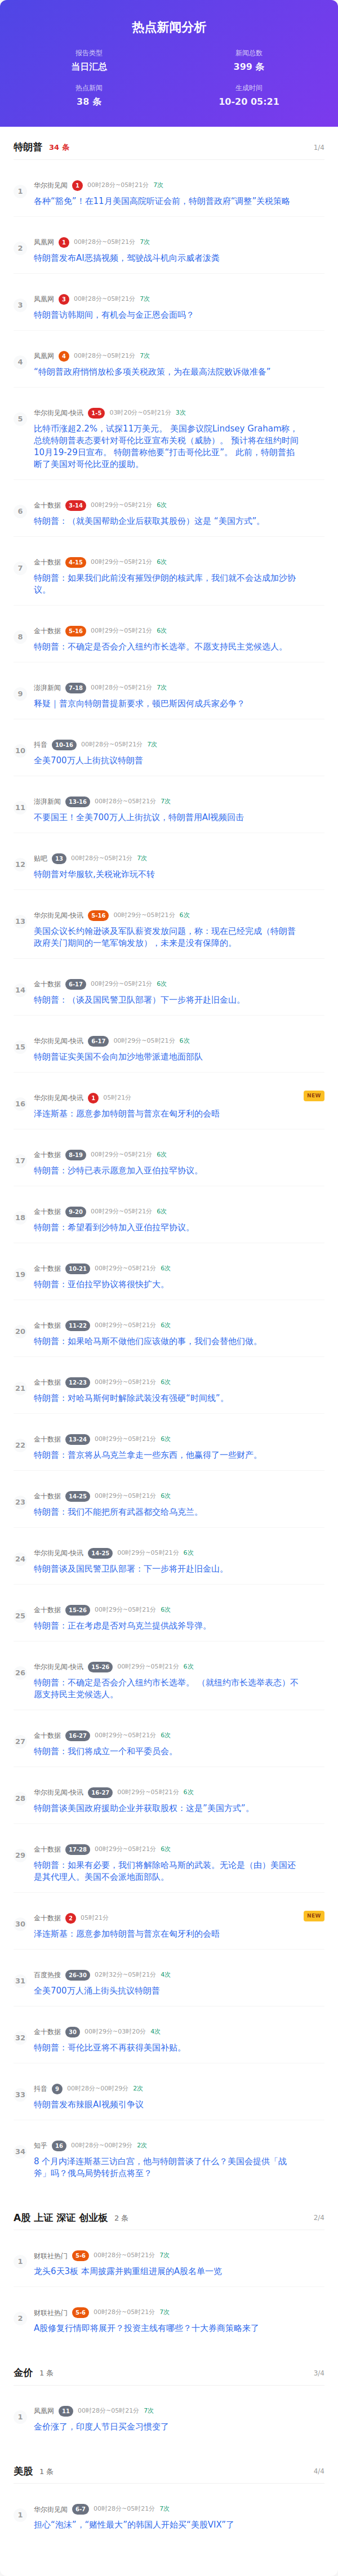 热点新闻分析
报告类型
当日汇总
新闻总数
399 条
热点新闻
38 条
生成时间
10-20 05:21
特朗普 34 条 1/4
1
华尔街见闻 1 00时28分~05时21分 7次
各种“豁免”！在11月美国高院听证会前，特朗普政府“调整”关税策略
2
凤凰网 1 00时28分~05时21分 7次
特朗普发布AI恶搞视频，驾驶战斗机向示威者泼粪
3
凤凰网 3 00时28分~05时21分 7次
特朗普访韩期间，有机会与金正恩会面吗？
4
凤凰网 4 00时28分~05时21分 7次
“特朗普政府悄悄放松多项关税政策，为在最高法院败诉做准备”
5
华尔街见闻-快讯 1-5 03时20分~05时21分 3次
比特币涨超2.2%，试探11万美元。 美国参议院Lindsey Graham称，
总统特朗普表态要针对哥伦比亚宣布关税（威胁）。 预计将在纽约时间
10月19-29日宣布。 特朗普称他要“打击哥伦比亚”。 此前，特朗普掐
断了美国对哥伦比亚的援助。
6
金十数据 3-14 00时29分~05时21分 6次
特朗普：（就美国帮助企业后获取其股份）这是 “美国方式”。
7
金十数据 4-15 00时29分~05时21分 6次
特朗普：如果我们此前没有摧毁伊朗的核武库，我们就不会达成加沙协
议。
8
金十数据 5-16 00时29分~05时21分 6次
特朗普：不确定是否会介入纽约市长选举。不愿支持民主党候选人。
9
澎湃新闻 7-18 00时28分~05时21分 7次
释疑｜普京向特朗普提新要求，顿巴斯因何成兵家必争？
10
抖音 10-16 00时28分~05时21分 7次
全美700万人上街抗议特朗普
11
澎湃新闻 13-16 00时28分~05时21分 7次
不要国王！全美700万人上街抗议，特朗普用AI视频回击
12
贴吧 13 00时28分~05时21分 7次
特朗普对华服软,关税讹诈玩不转
13
华尔街见闻-快讯 5-16 00时29分~05时21分 6次
美国众议长约翰逊谈及军队薪资发放问题，称：现在已经完成（特朗普
政府关门期间的一笔军饷发放），未来是没有保障的。
14
金十数据 6-17 00时29分~05时21分 6次
特朗普：（谈及国民警卫队部署）下一步将开赴旧金山。
15
华尔街见闻-快讯 6-17 00时29分~05时21分 6次
特朗普证实美国不会向加沙地带派遣地面部队
16
华尔街见闻-快讯 1 05时21分 NEW
泽连斯基：愿意参加特朗普与普京在匈牙利的会晤
17
金十数据 8-19 00时29分~05时21分 6次
特朗普：沙特已表示愿意加入亚伯拉罕协议。
18
金十数据 9-20 00时29分~05时21分 6次
特朗普：希望看到沙特加入亚伯拉罕协议。
19
金十数据 10-21 00时29分~05时21分 6次
特朗普：亚伯拉罕协议将很快扩大。
20
金十数据 11-22 00时29分~05时21分 6次
特朗普：如果哈马斯不做他们应该做的事，我们会替他们做。
21
金十数据 12-23 00时29分~05时21分 6次
特朗普：对哈马斯何时解除武装没有强硬“时间线”。
22
金十数据 13-24 00时29分~05时21分 6次
特朗普：普京将从乌克兰拿走一些东西，他赢得了一些财产。
23
金十数据 14-25 00时29分~05时21分 6次
特朗普：我们不能把所有武器都交给乌克兰。
24
华尔街见闻-快讯 14-25 00时29分~05时21分 6次
特朗普谈及国民警卫队部署：下一步将开赴旧金山。
25
金十数据 15-26 00时29分~05时21分 6次
特朗普：正在考虑是否对乌克兰提供战斧导弹。
26
华尔街见闻-快讯 15-26 00时29分~05时21分 6次
特朗普：不确定是否会介入纽约市长选举。 （就纽约市长选举表态）不
愿支持民主党候选人。
27
金十数据 16-27 00时29分~05时21分 6次
特朗普：我们将成立一个和平委员会。
28
华尔街见闻-快讯 16-27 00时29分~05时21分 6次
特朗普谈美国政府援助企业并获取股权：这是“美国方式”。
29
金十数据 17-28 00时29分~05时21分 6次
特朗普：如果有必要，我们将解除哈马斯的武装。无论是（由）美国还
是其代理人。美国不会派地面部队。
30
金十数据 2 05时21分 NEW
泽连斯基：愿意参加特朗普与普京在匈牙利的会晤
31
百度热搜 26-30 02时32分~05时21分 4次
全美700万人涌上街头抗议特朗普
32
金十数据 30 00时29分~03时20分 4次
特朗普：哥伦比亚将不再获得美国补贴。
33
抖音 9 00时28分~00时29分 2次
特朗普发布辣眼AI视频引争议
34
知乎 16 00时28分~00时29分 2次
8 个月内泽连斯基三访白宫，他与特朗普谈了什么？美国会提供「战
斧」吗？俄乌局势转折点将至？
A股 上证 深证 创业板 2 条 2/4
1
财联社热门 5-6 00时28分~05时21分 7次
龙头6天3板 本周披露并购重组进展的A股名单一览
2
财联社热门 5-6 00时28分~05时21分 7次
A股修复行情即将展开？投资主线有哪些？十大券商策略来了
金价 1 条 3/4
1
凤凰网 11 00时28分~05时21分 7次
金价涨了，印度人节日买金习惯变了
美股 1 条 4/4
1
华尔街见闻 6-7 00时28分~05时21分 7次
担心“泡沫”，“赌性最大”的韩国人开始买“美股VIX”了